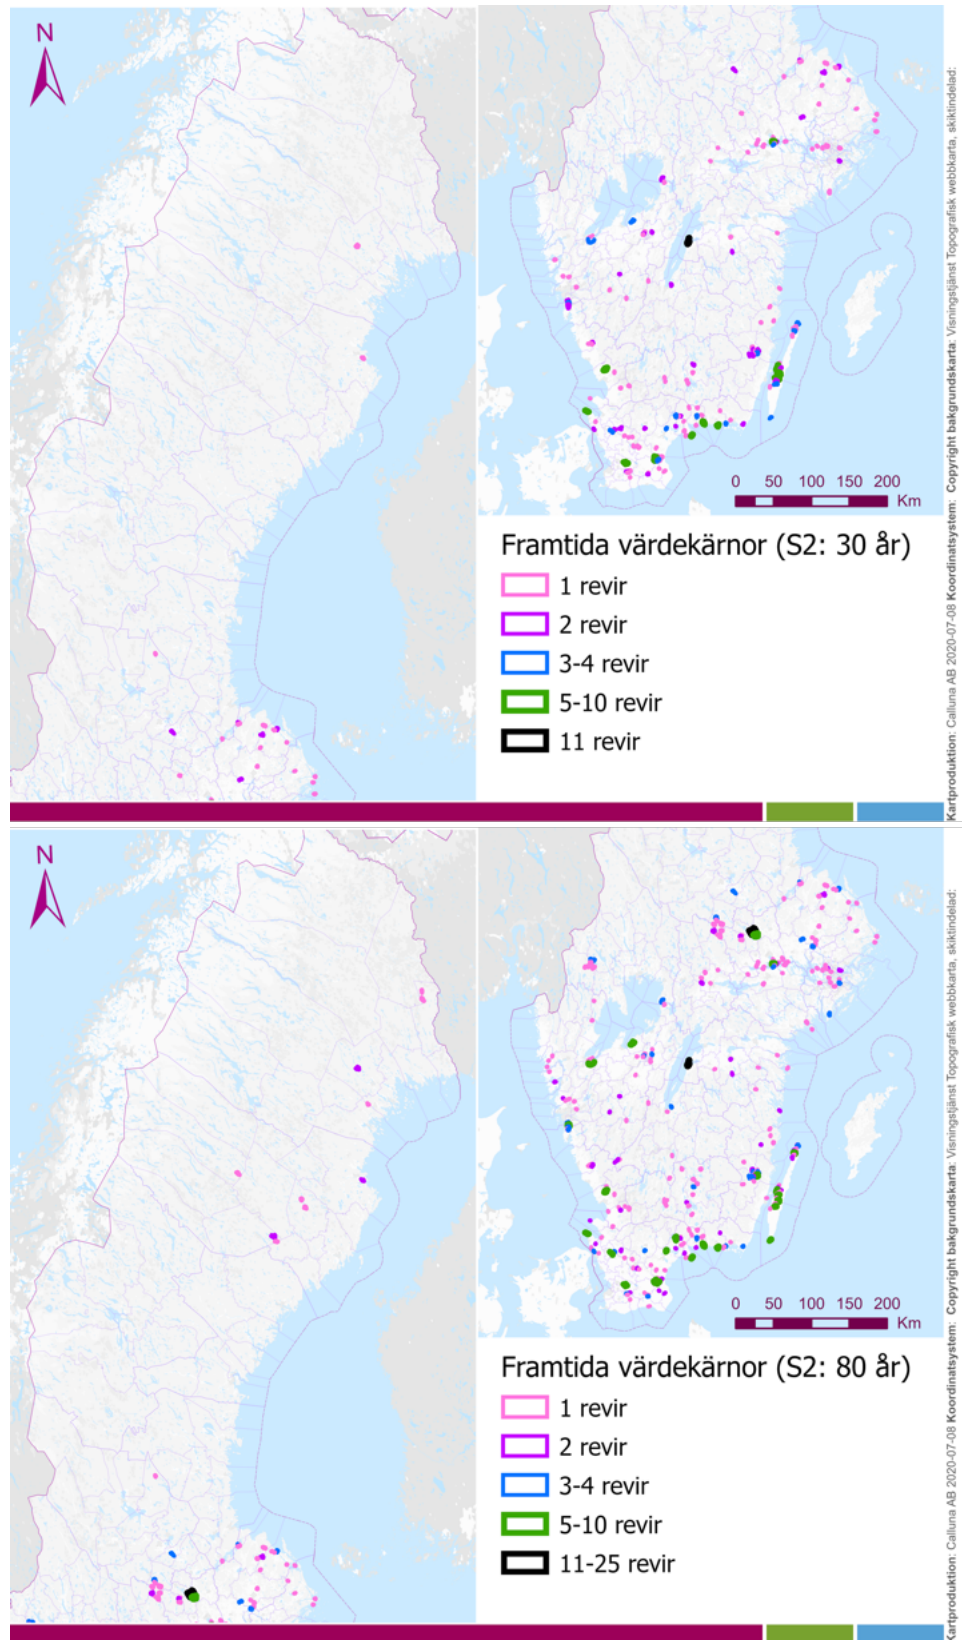 N
0 50 100 150 200
Km
Framtida värdekärnor (S2: 30 år)
1 revir
2 revir
3-4 revir
5-10 revir
11 revir
Kartproduktion: Calluna AB 2020-07-08 Koordinatsystem: Copyright bakgrundskarta: Visningstjänst Topografisk webbkarta, skiktindelad:
N
0 50 100 150 200
Km
Framtida värdekärnor (S2: 80 år)
1 revir
2 revir
3-4 revir
5-10 revir
11-25 revir
Kartproduktion: Calluna AB 2020-07-08 Koordinatsystem: Copyright bakgrundskarta: Visningstjänst Topografisk webbkarta, skiktindelad: